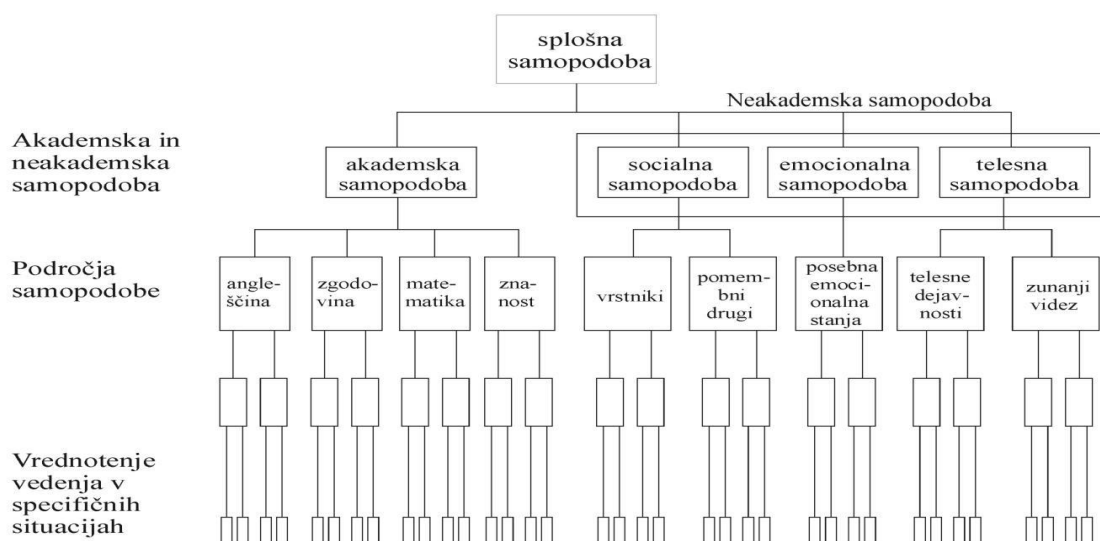 splošna
samopodoba
Neakademska samopodoba
Akademska in
neakademska
samopodoba
akademska
samopodoba
socialna
samopodoba
emocionalna
samopodoba
telesna
samopodoba
Področja
samopodobe
angle-
ščina
zgodo-
vina
mate-
matika
zna-
nost
vrstniki
pomem-
bni
drugi
posebna
emoci-
onalna
stanja
telesne
dejav-
nosti
zunanji
videz
Vrednotenje
vedenja v
specifičnih
situacijah